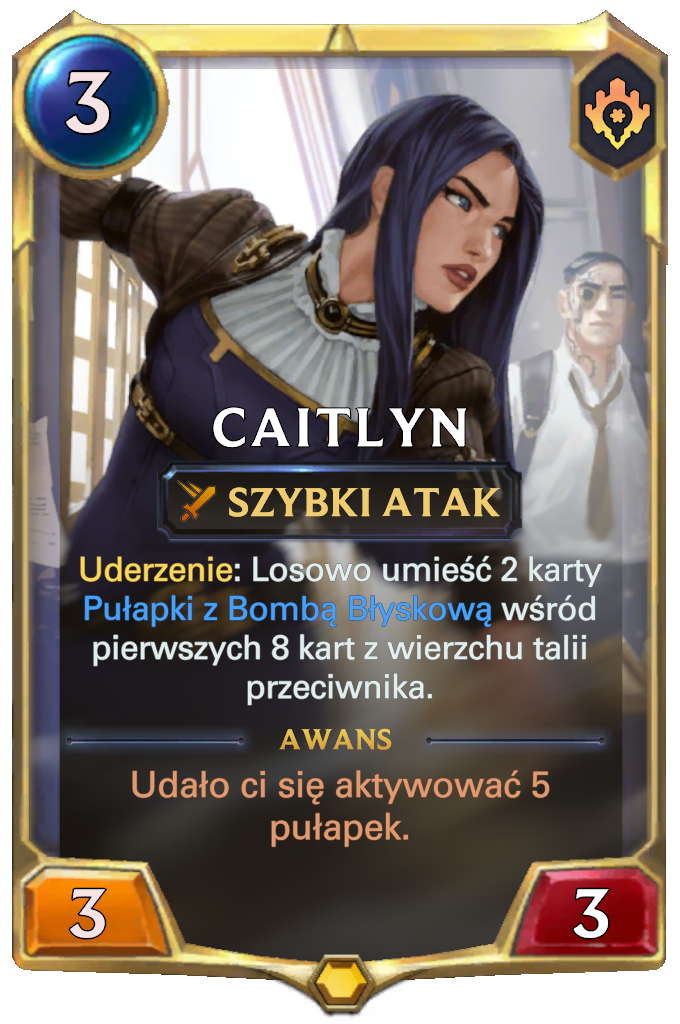 3
CAITLYN
SZYBKI ATAK
Uderzenie: Losowo umieść 2 karty
Pułapki z Bombą Błyskową wśród
pierwszych 8 kart z wierzchu talii
przeciwnika.
AWANS
Udało ci się aktywować 5
pułapek.
3
3